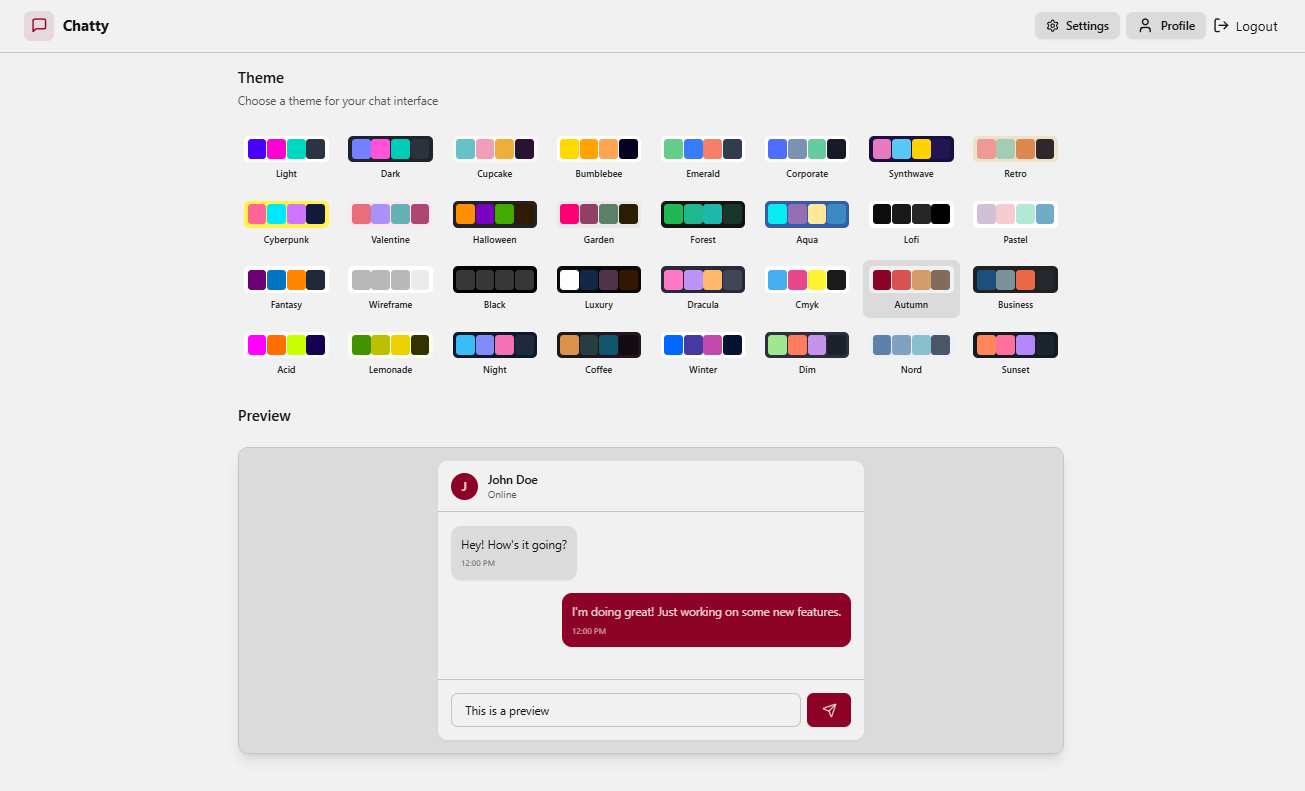 Chatty
Settings Profile Logout
Theme
Choose a theme for your chat interface
Light Dark Cupcake Bumblebee Emerald Corporate Synthwave Retro
Cyberpunk Valentine Halloween Garden Forest Aqua Lofi Pastel
Fantasy Wireframe Black Luxury Dracula Cmyk Autumn Business
Acid Lemonade Night Coffee Winter Dim Nord Sunset
Preview
J
John Doe
Online
Hey! How's it going?
12:00 PM
I'm doing great! Just working on some new features.
12:00 PM
This is a preview